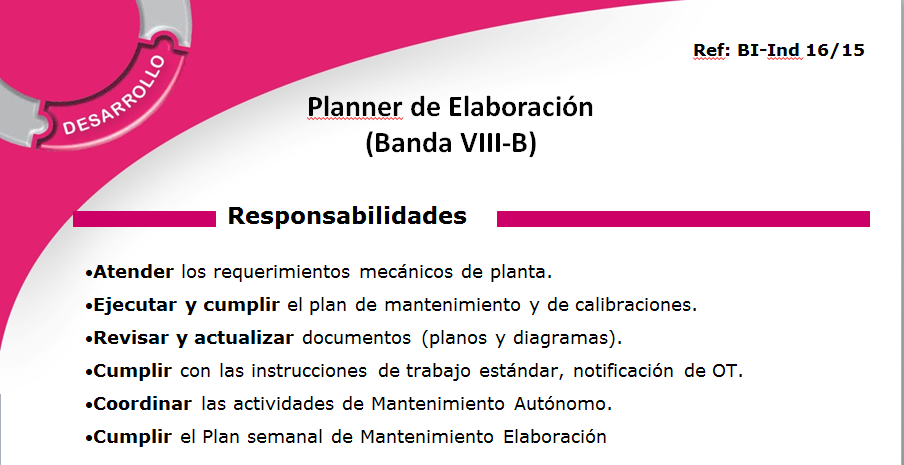 DESARROLLO
Ref: BI-Ind 16/15
Planner de Elaboración
(Banda VIII-B)
Responsabilidades
•Atender los requerimientos mecánicos de planta.
•Ejecutar y cumplir el plan de mantenimiento y de calibraciones.
•Revisar y actualizar documentos (planos y diagramas).
•Cumplir con las instrucciones de trabajo estándar, notificación de OT.
•Coordinar las actividades de Mantenimiento Autónomo.
•Cumplir el Plan semanal de Mantenimiento Elaboración